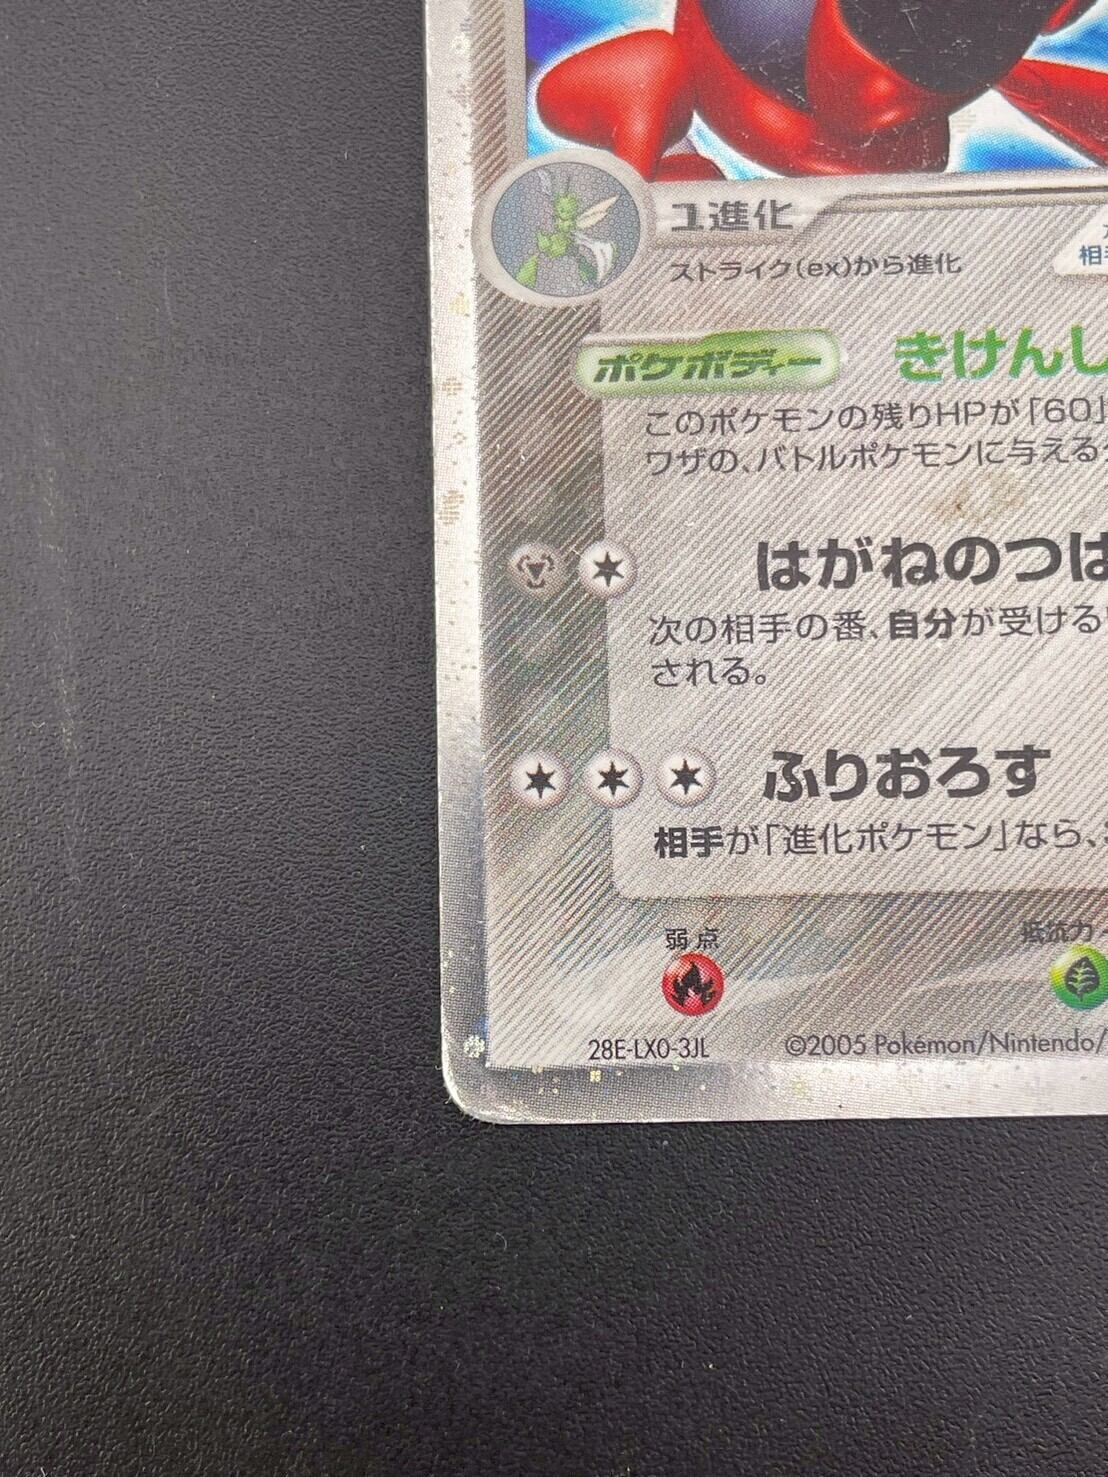 1進化
ストライク(ex)から進化
相手
ポケボディー きけんし
このポケモンの残りHPが「60」
ワザの、バトルポケモンに与える
はがねのつば
次の相手の番、自分が受ける
される。
ふりおろす
相手が「進化ポケモン」なら、
弱点 抵抗力
28E-LX0-3JL ©2005 Pokémon/Nintendo/